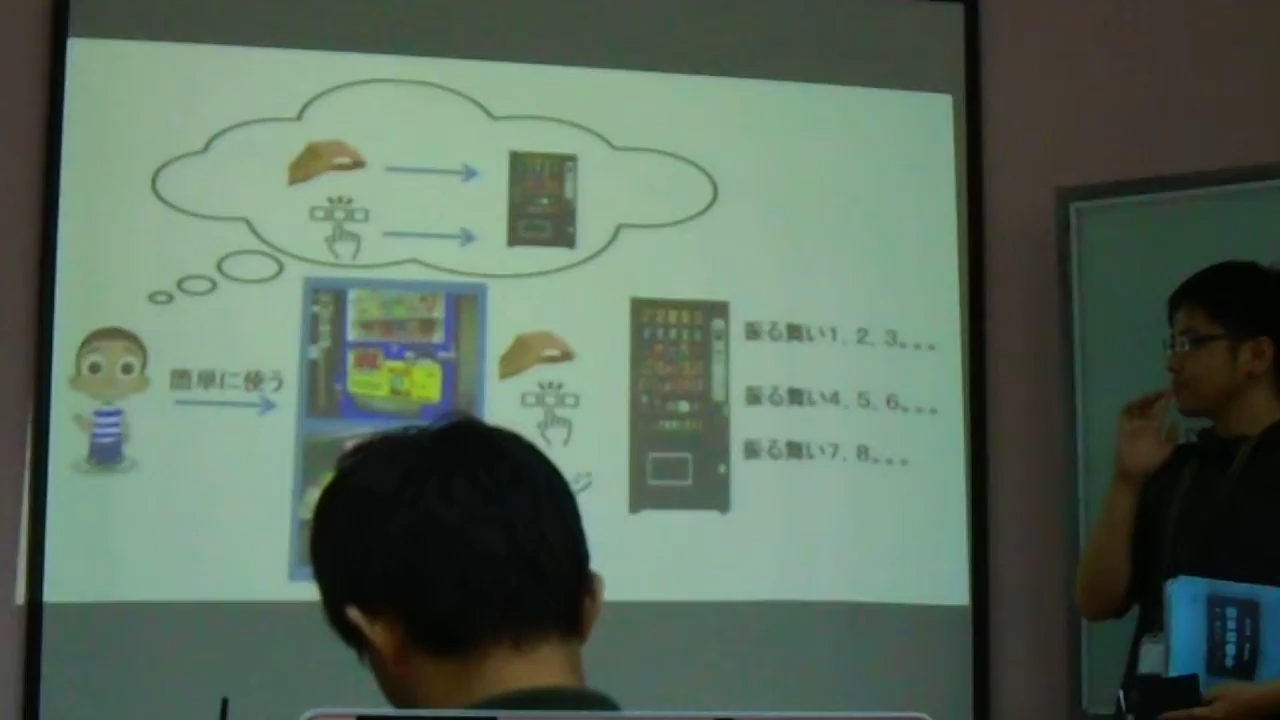 簡単に使う
振る舞い1, 2, 3。。。
振る舞い4, 5, 6。。。
振る舞い7, 8。。。
ジ